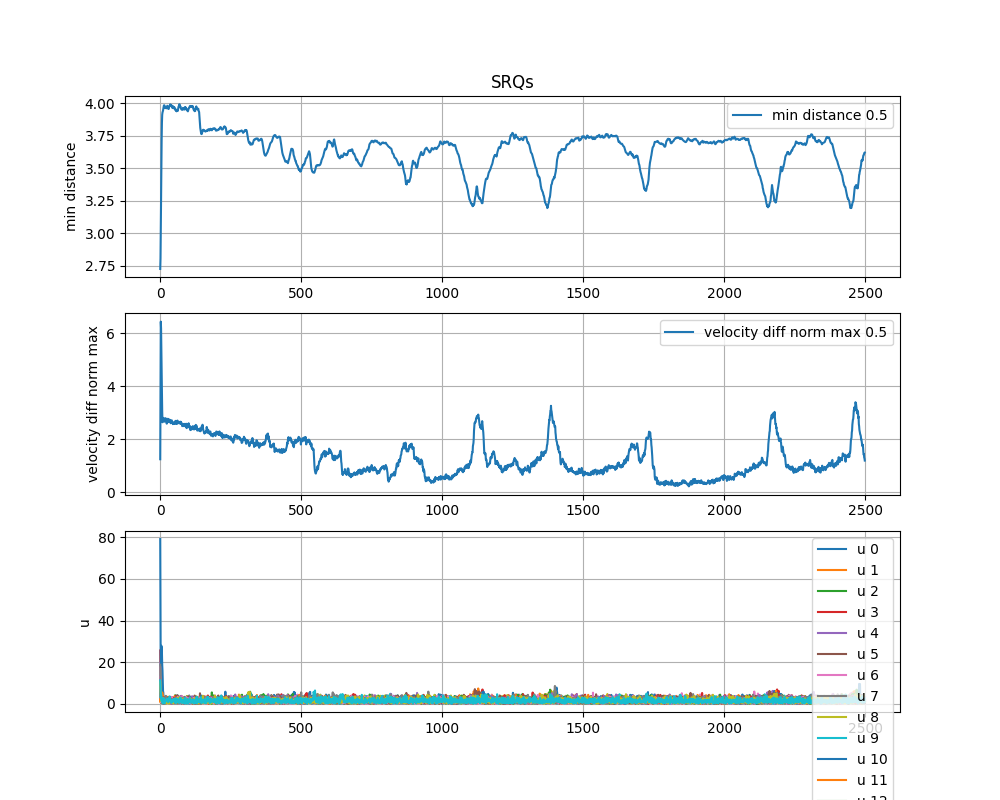 SRQs
min distance
4.00
3.75
3.50
3.25
3.00
2.75
min distance 0.5
0 500 1000 1500 2000 2500
velocity diff norm max
6
4
2
0
velocity diff norm max 0.5
0 500 1000 1500 2000 2500
u
80
60
40
20
0
u 0
u 1
u 2
u 3
u 4
u 5
u 6
u 7
u 8
u 9
u 10
u 11
u 12
0 500 1000 1500 2000 2500